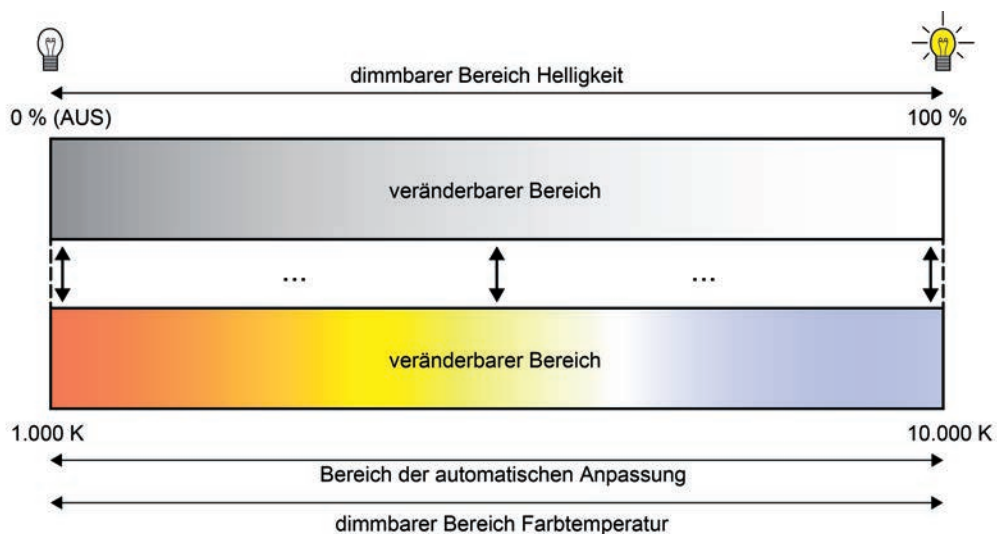 dimmbarer Bereich Helligkeit
0 % (AUS) 100 %
veränderbarer Bereich
... ...
veränderbarer Bereich
1.000 K 10.000 K
Bereich der automatischen Anpassung
dimmbarer Bereich Farbtemperatur